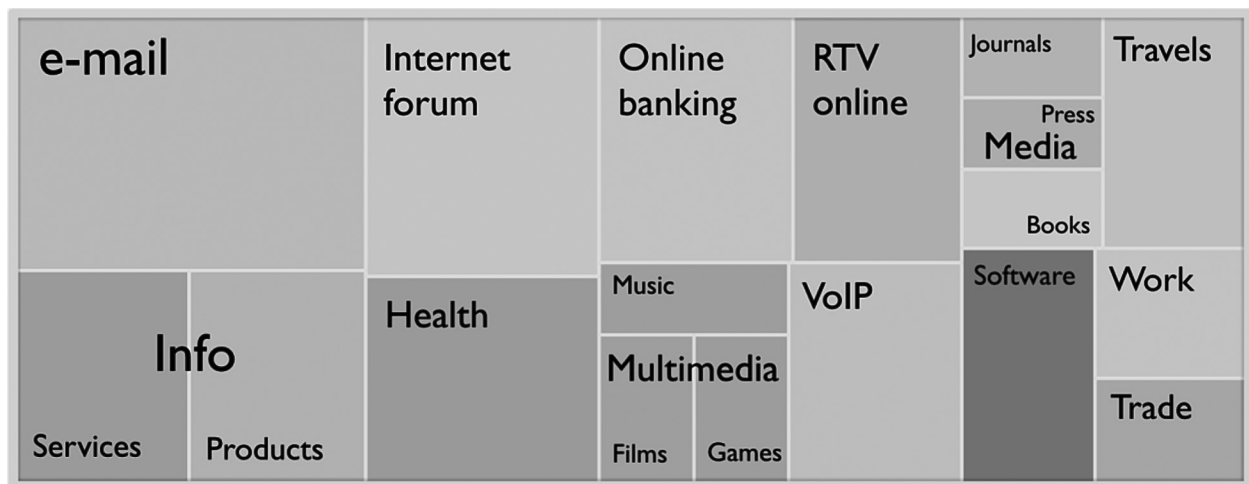 e-mail
Internet
forum
Online
banking
RTV
online
Journals
Travels
Press
Media
Books
Info
Services
Products
Health
Music
Multimedia
Films
Games
VoIP
Software
Work
Trade